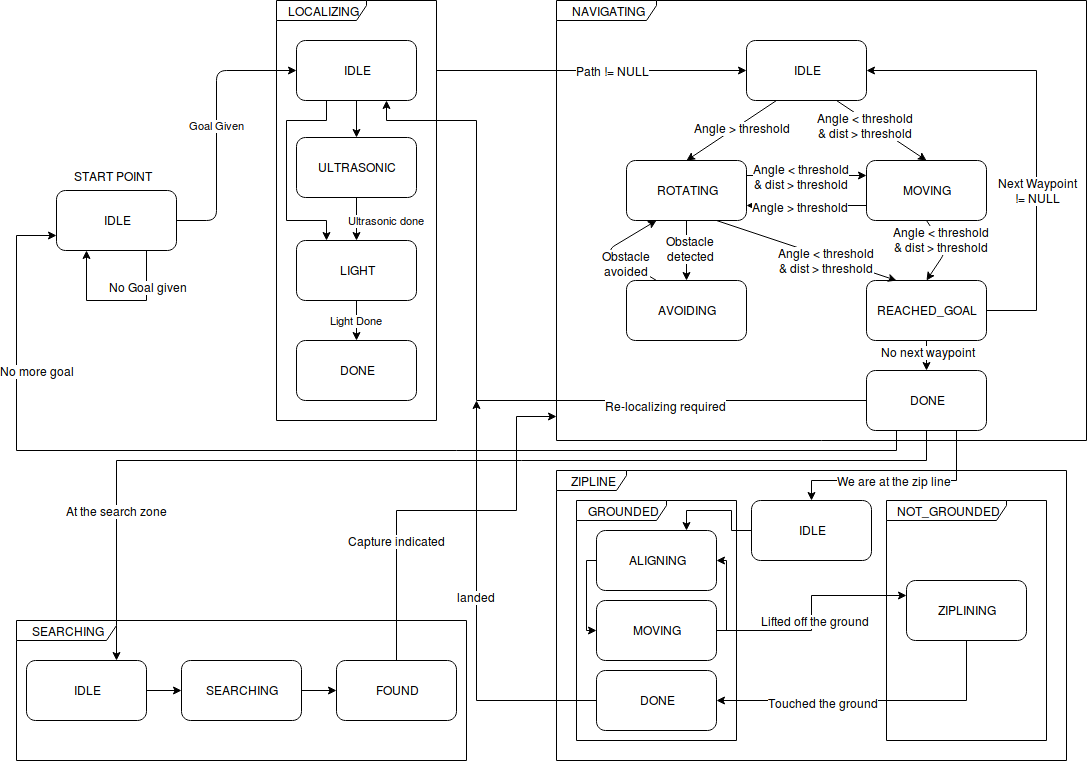 LOCALIZING
NAVIGATING
IDLE
Path != NULL
IDLE
Goal Given
Angle > threshold
Angle < threshold
& dist > threshold
ULTRASONIC
START POINT
IDLE
Ultrasonic done
ROTATING
Angle < threshold
& dist > threshold
Angle > threshold
MOVING
Next Waypoint
!= NULL
Obstacle
detected
Obstacle
avoided
Angle < threshold
& dist > threshold
Angle < threshold
& dist > threshold
LIGHT
No Goal given
AVOIDING
REACHED_GOAL
Light Done
No next waypoint
No more goal
DONE
Re-localizing required
DONE
ZIPLINE
We are at the zip line
At the search zone
GROUNDED
IDLE
NOT_GROUNDED
Capture indicated
ALIGNING
landed
MOVING
Lifted off the ground
ZIPLINING
SEARCHING
IDLE
SEARCHING
FOUND
DONE
Touched the ground